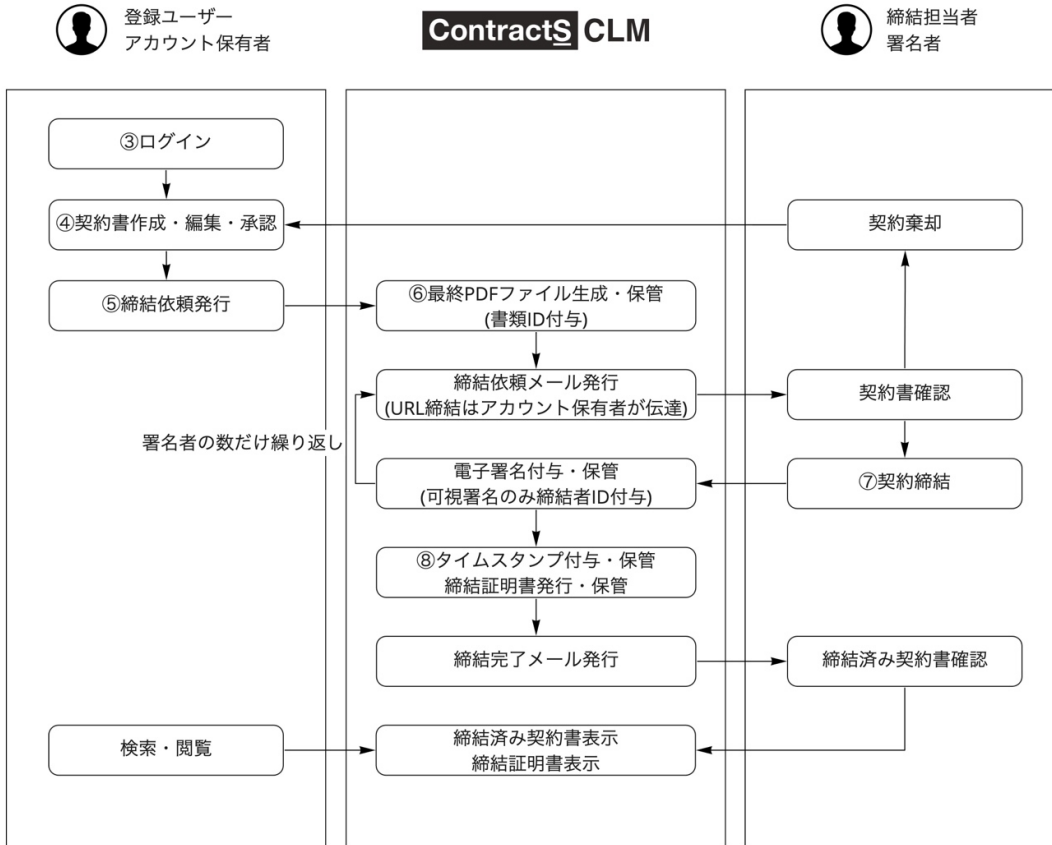 登録ユーザー
アカウント保有者
ContractS CLM
締結担当者
署名者
③ログイン
④契約書作成・編集・承認
契約棄却
⑤締結依頼発行
⑥最終PDFファイル生成・保管
(書類ID付与)
締結依頼メール発行
(URL締結はアカウント保有者が伝達)
契約書確認
署名者の数だけ繰り返し
電子署名付与・保管
(可視署名のみ締結者ID付与)
⑦契約締結
⑧タイムスタンプ付与・保管
締結証明書発行・保管
締結完了メール発行
締結済み契約書確認
検索・閲覧
締結済み契約書表示
締結証明書表示